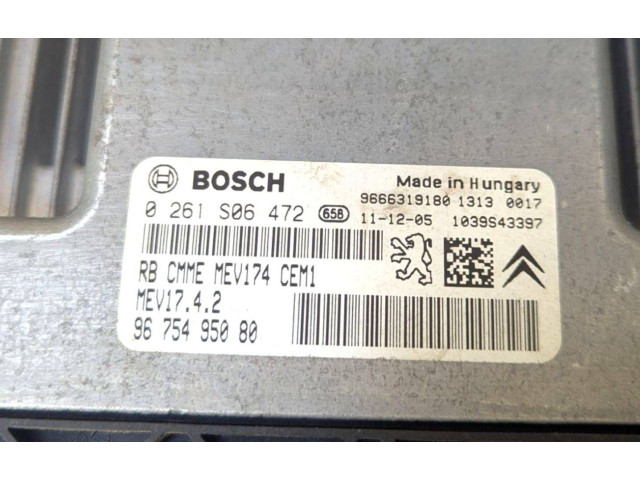 BOSCH
Made in Hungary
9666319180 1313 0017
0 261 S06 472 658 11-12-05 1039S43397
RB CMME MEV174 CEM1
MEV17.4.2
96 754 950 80